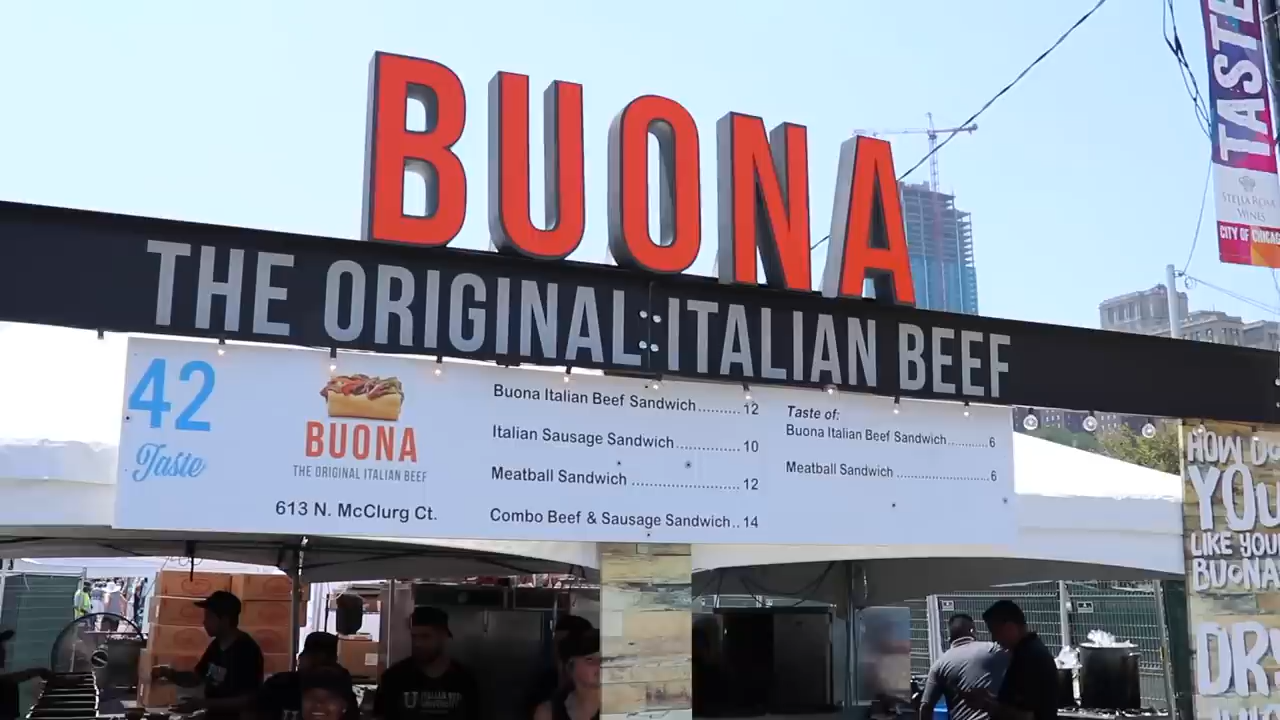 BUONA
THE ORIGINAL ITALIAN BEEF
42
Taste
BUONA
THE ORIGINAL ITALIAN BEEF
613 N. McClurg Ct.
Buona Italian Beef Sandwich..........12
Italian Sausage Sandwich..............10
Meatball Sandwich ........................12
Combo Beef & Sausage Sandwich..14
Taste of:
Buona Italian Beef Sandwich...........6
Meatball Sandwich .........................6
TASTE
STELLA ROSA
WINES
CITY OF
HOW DO
YOU
LIKE YOUR
BUONA
ITALIAN BEEF